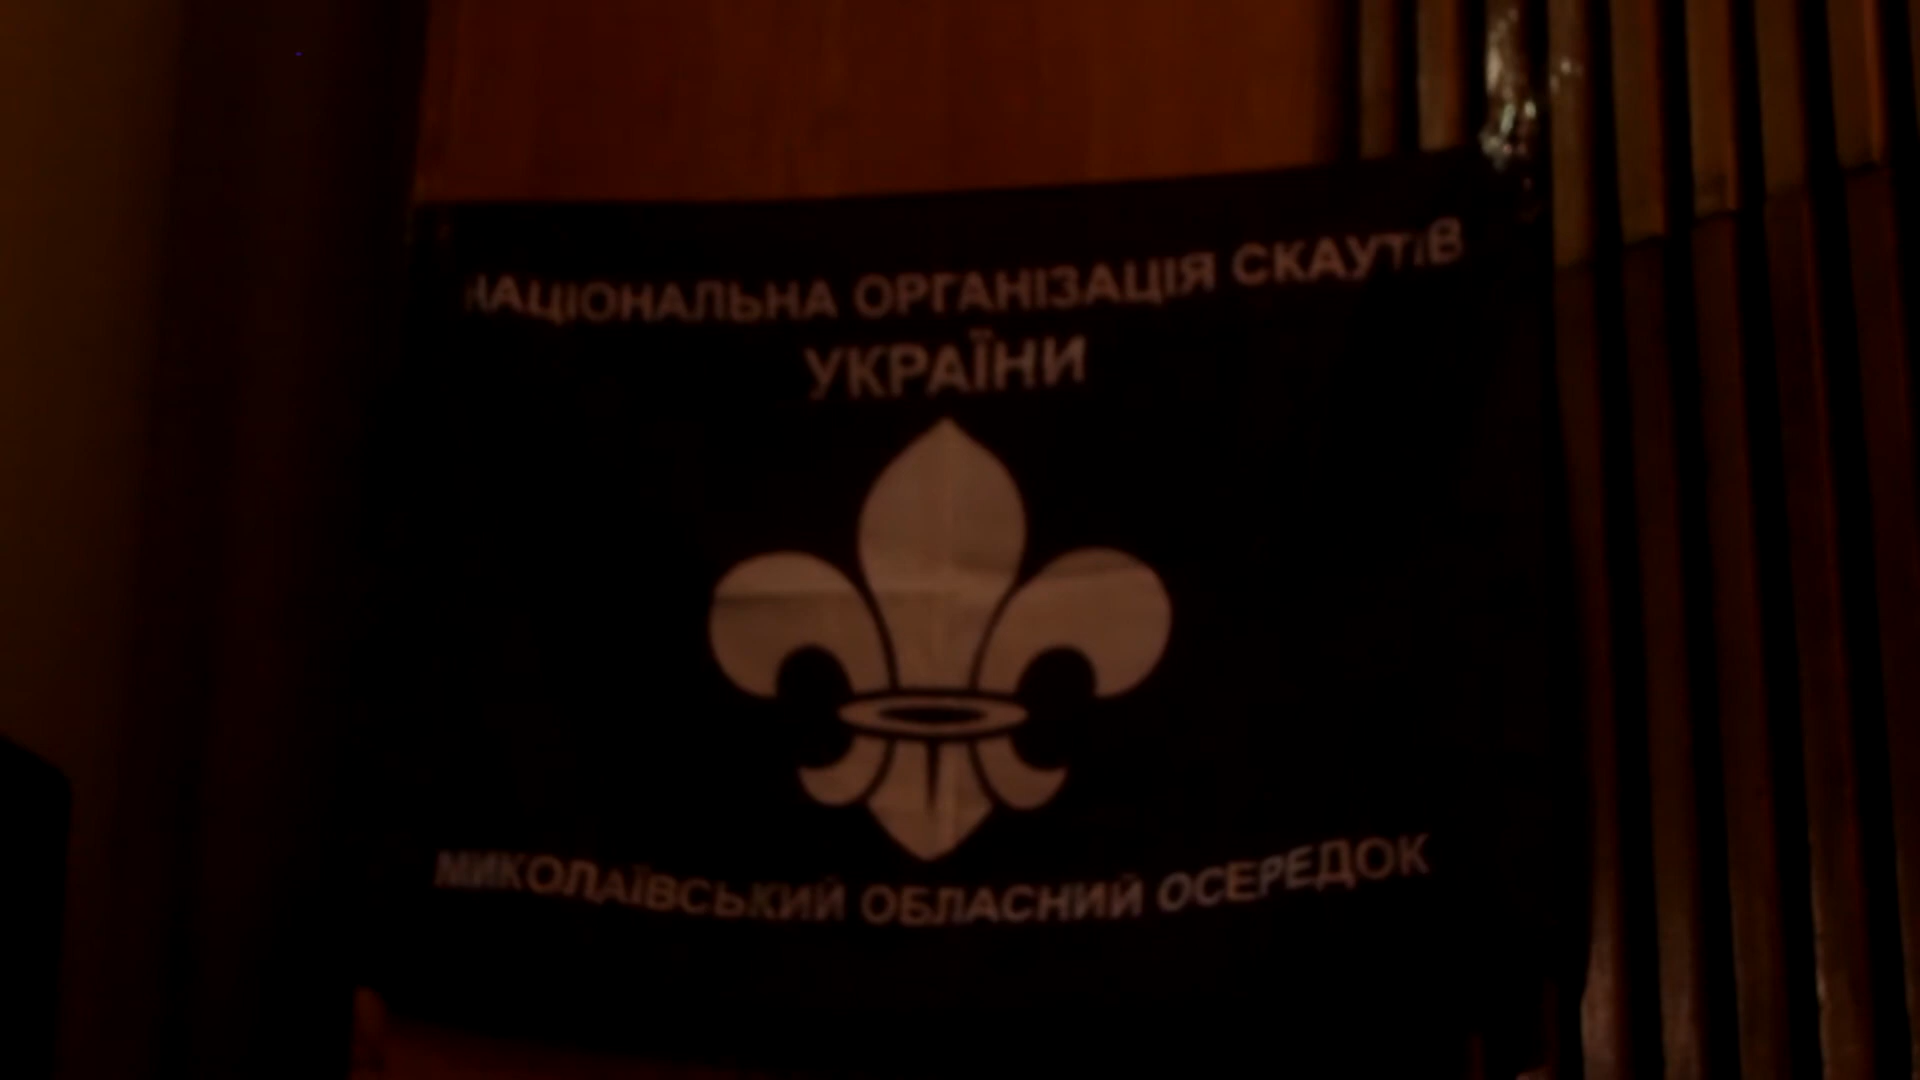 НАЦІОНАЛЬНА ОРГАНІЗАЦІЯ СКАУТІВ
УКРАЇНИ
МИКОЛАЇВСЬКИЙ ОБЛАСНИЙ ОСЕРЕДОК